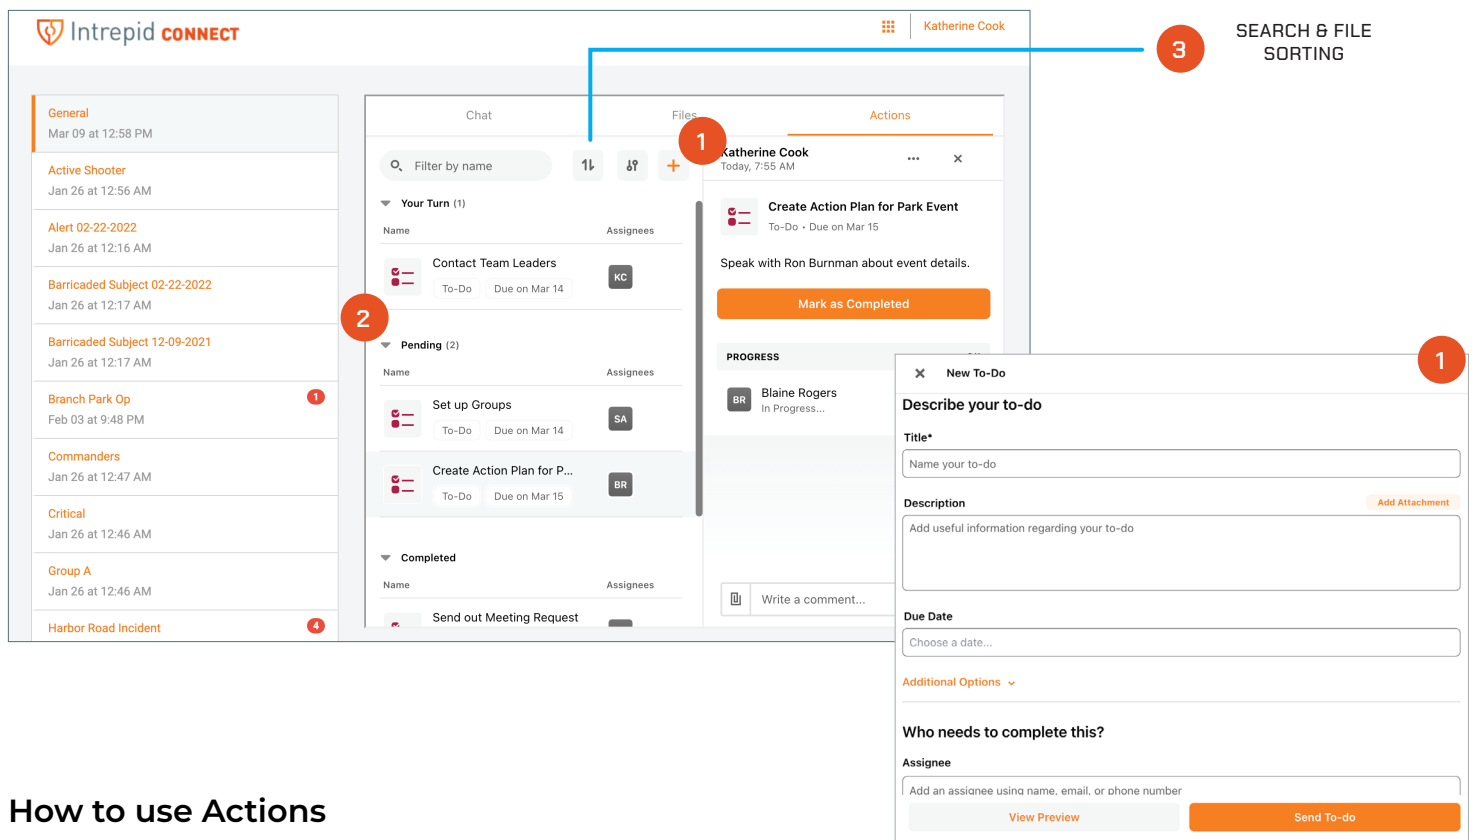 Intrepid CONNECT
Katherine Cook
3
SEARCH & FILE
SORTING
General
Mar 09 at 12:58 PM
Active Shooter
Jan 26 at 12:56 AM
Alert 02-22-2022
Jan 26 at 12:16 AM
Barricaded Subject 02-22-2022
Jan 26 at 12:17 AM
Barricaded Subject 12-09-2021
Jan 26 at 12:17 AM
Branch Park Op
1
Feb 03 at 9:48 PM
Commanders
Jan 26 at 12:47 AM
Critical
Jan 26 at 12:46 AM
Group A
Jan 26 at 12:46 AM
Harbor Road Incident
4
Chat
Files
Actions
1
Filter by name
2
Your Turn (1)
Name Assignees
Contact Team Leaders
KC
To-Do Due on Mar 14
Pending (2)
Name Assignees
Set up Groups
SA
To-Do Due on Mar 14
Create Action Plan for P...
BR
To-Do Due on Mar 15
Completed
Name Assignees
Send out Meeting Request
Katherine Cook
Today, 7:55 AM
Create Action Plan for Park Event
To-Do • Due on Mar 15
Speak with Ron Burnman about event details.
Mark as Completed
PROGRESS
BR
Blaine Rogers
In Progress...
Write a comment...
1
New To-Do
Describe your to-do
Title*
Name your to-do
Description
Add Attachment
Add useful information regarding your to-do
Due Date
Choose a date...
Additional Options
Who needs to complete this?
Assignee
Add an assignee using name, email, or phone number
View Preview
Send To-do
How to use Actions